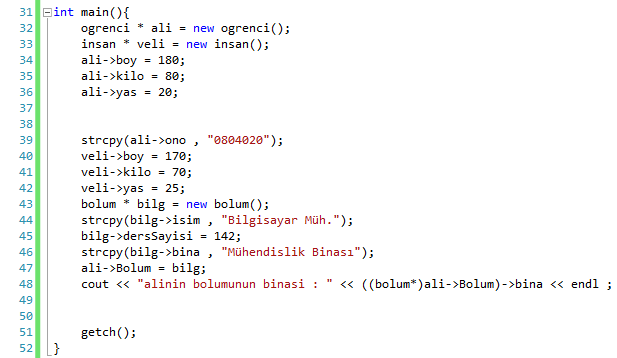 31 int main(){
32 ogrenci * ali = new ogrenci();
33 insan * veli = new insan();
34 ali->boy = 180;
35 ali->kilo = 80;
36 ali->yas = 20;
37
38
39 strcpy(ali->ono , "0804020");
40 veli->boy = 170;
41 veli->kilo = 70;
42 veli->yas = 25;
43 bolum * bilg = new bolum();
44 strcpy(bilg->isim , "Bilgisayar Müh.");
45 bilg->dersSayisi = 142;
46 strcpy(bilg->bina , "Mühendislik Binası");
47 ali->Bolum = bilg;
48 cout << "alinin bolumunun binasi : " << ((bolum*)ali->Bolum)->bina << endl ;
49
50
51 getch();
52 }